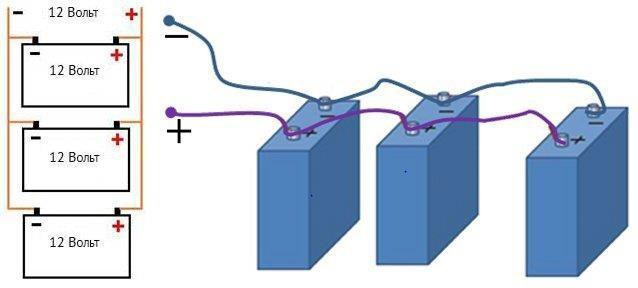 - 12 Вольт +
- +
12 Вольт
- +
12 Вольт
- +
12 Вольт
−
+
- - -
+ + +